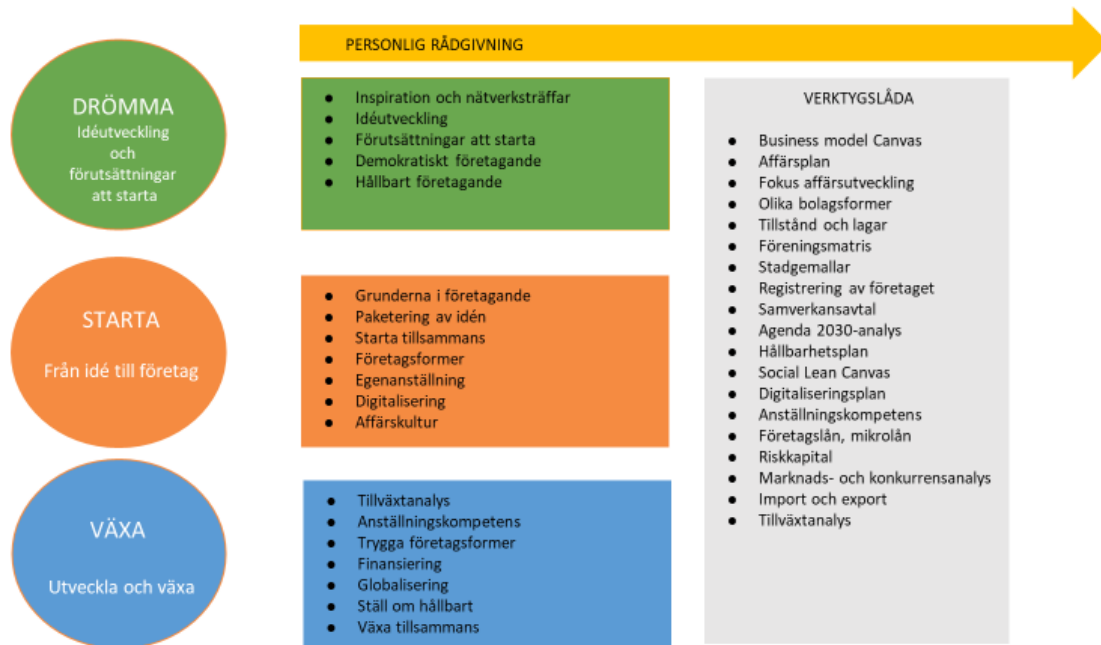 PERSONLIG RÅDGIVNING
DRÖMMA
Idéutveckling
och
förutsättningar
att starta
● Inspiration och nätverksträffar
● Idéutveckling
● Förutsättningar att starta
● Demokratiskt företagande
● Hållbart företagande
STARTA
Från idé till företag
● Grunderna i företagande
● Paketering av idén
● Starta tillsammans
● Företagsformer
● Egenanställning
● Digitalisering
● Affärskultur
VÄXA
Utveckla och växa
● Tillväxtanalys
● Anställningskompetens
● Trygga företagsformer
● Finansiering
● Globalisering
● Ställ om hållbart
● Växa tillsammans
VERKTYGSLÅDA
● Business model Canvas
● Affärsplan
● Fokus affärsutveckling
● Olika bolagsformer
● Tillstånd och lagar
● Föreningsmatris
● Stadgemallar
● Registrering av företaget
● Samverkansavtal
● Agenda 2030-analys
● Hållbarhetsplan
● Social Lean Canvas
● Digitaliseringsplan
● Anställningskompetens
● Företagslån, mikrolån
● Riskkapital
● Marknads- och konkurrensanalys
● Import och export
● Tillväxtanalys